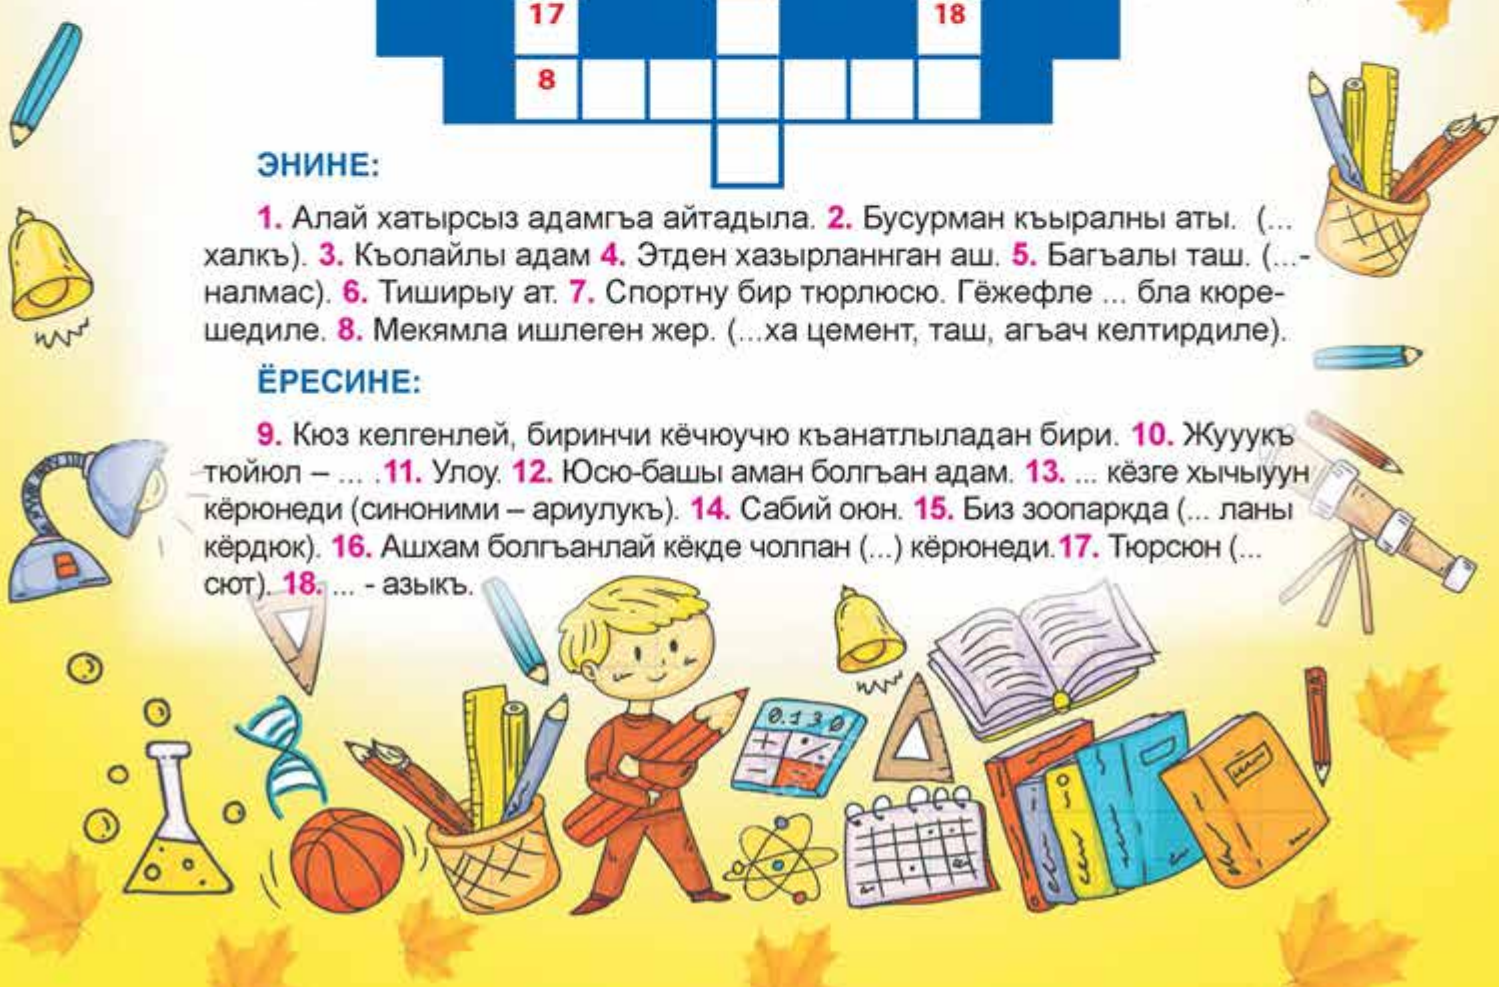 17
18
8
ЭНИНЕ:
1. Алай хатырсыз адамгъа айтадыла. 2. Бусурман къыралны аты. (...
халкъ). 3. Къолайлы адам 4. Этден хазырланнган аш. 5. Багъалы таш. (...-
налмас). 6. Тиширыу ат. 7. Спортну бир тюрлюсю. Гёжефле ... бла кюре-
шедиле. 8. Мекямла ишлеген жер. (...ха цемент, таш, агъач келтирдиле).
ЁРЕСИНЕ:
9. Кюз келгенлей, биринчи кёчюучю къанатлыладан бири. 10. Жууукъ
тюйюл – ... .11. Улоу. 12. Юсю-башы аман болгъан адам. 13. ... кёзге хычыуун
кёрюнеди (синоними – ариулукъ). 14. Сабий оюн. 15. Биз зоопаркда (... ланы
кёрдюк). 16. Ашхам болгъанлай кёкде чолпан (...) кёрюнеди.17. Тюрсюн (...
сют). 18. ... - азыкъ.
0.130